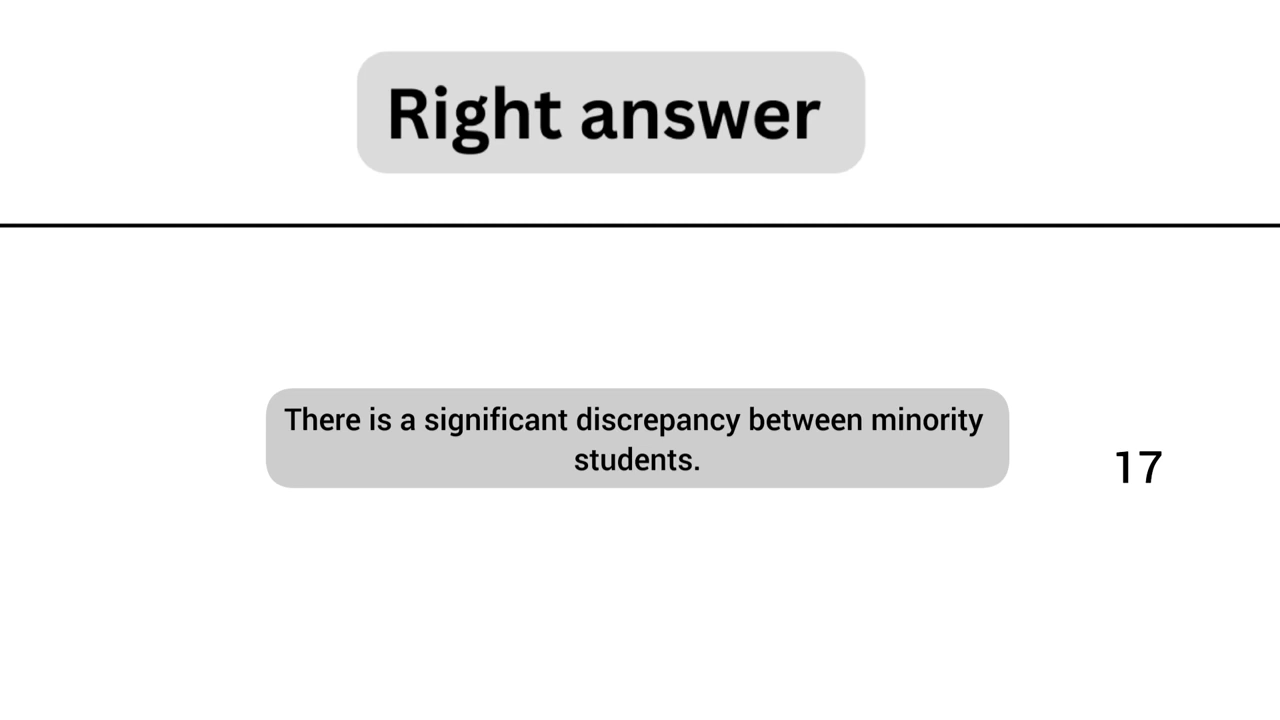 Right answer
There is a significant discrepancy between minority
students.
17